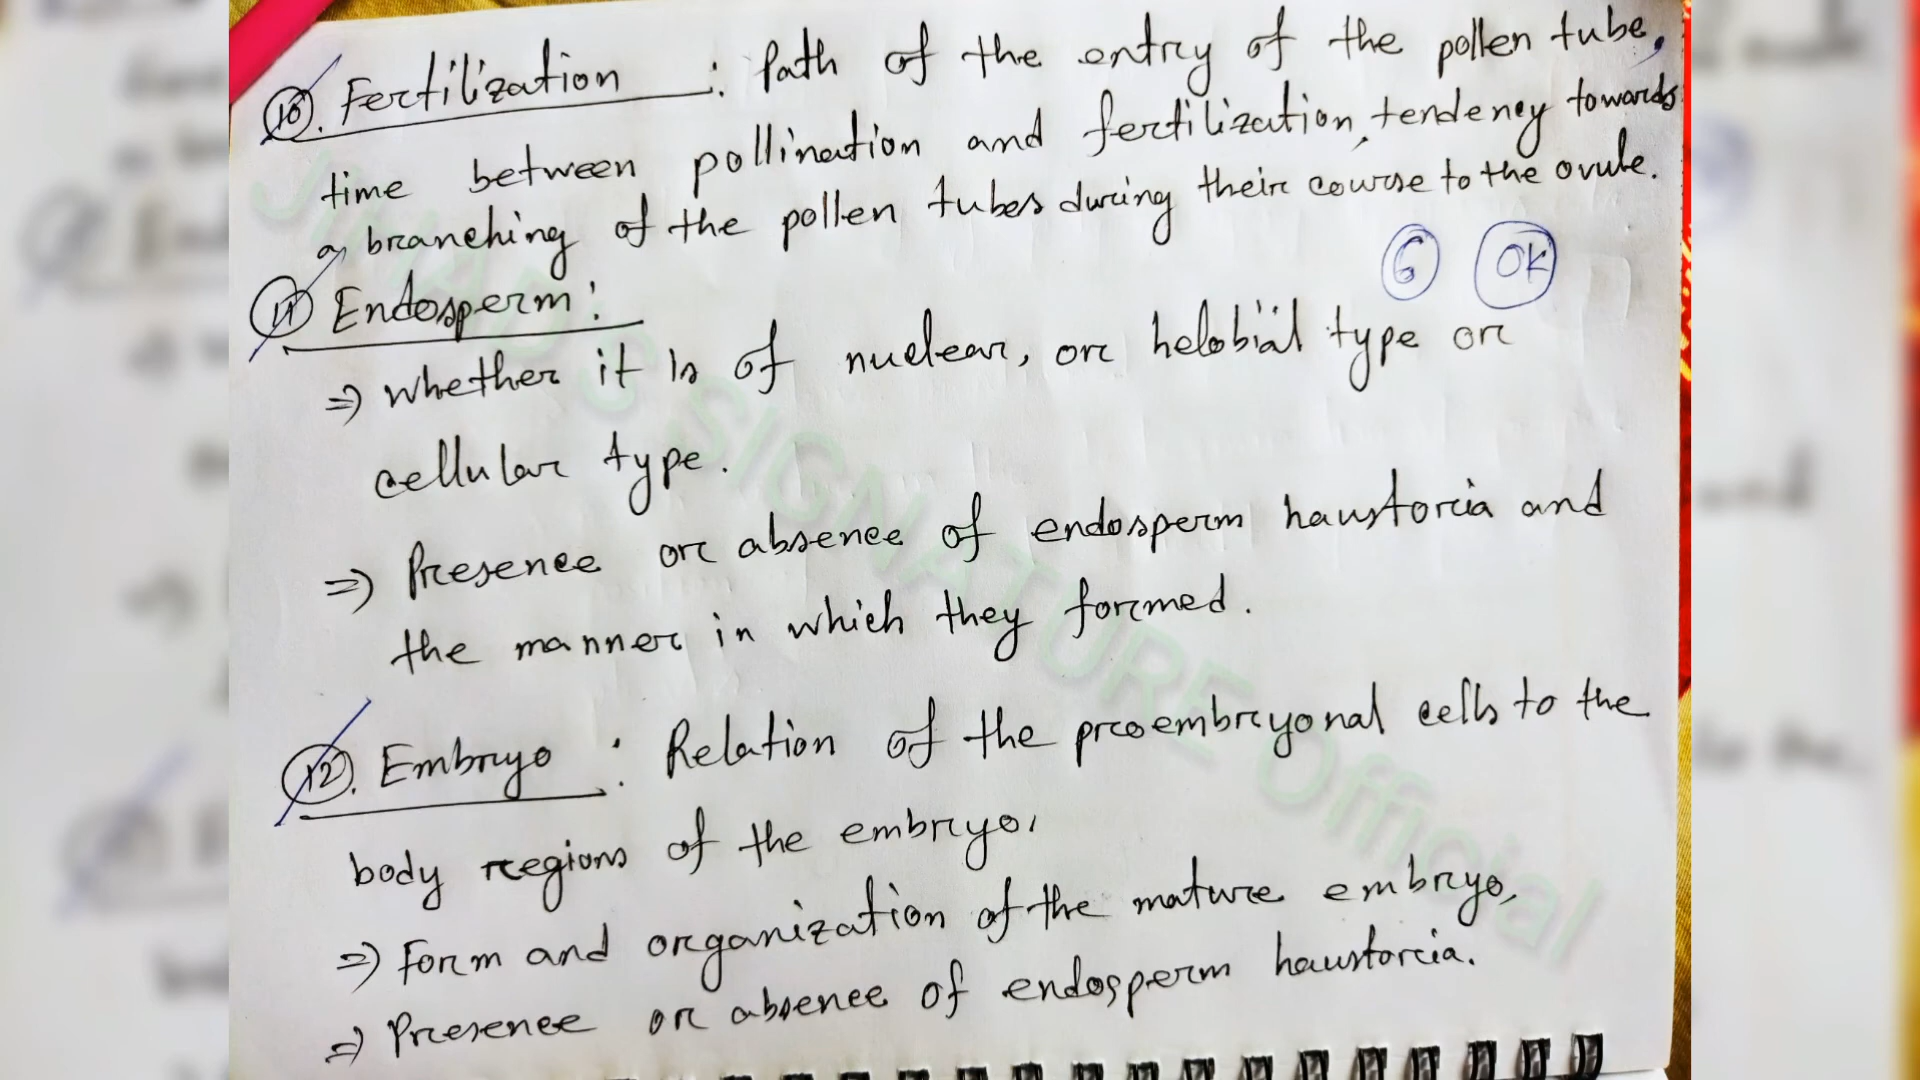 10. Fertilization : Path of the entry of the pollen tube,
time between pollination and fertilization, tendency towards
a branching of the pollen tubes during their course to the ovule.
6 OK
11 Endosperm :
⇒ Whether it is of nuclear, or helobial type or
cellular type.
⇒ Presence or absence of endosperm haustoria and
the manner in which they formed.
12. Embryo : Relation of the proembryonal cells to the
body regions of the embryo,
⇒ Form and organization of the mature embryo,
⇒ Presence or absence of endosperm haustoria.
JIHAD'S SIGNATURE Official